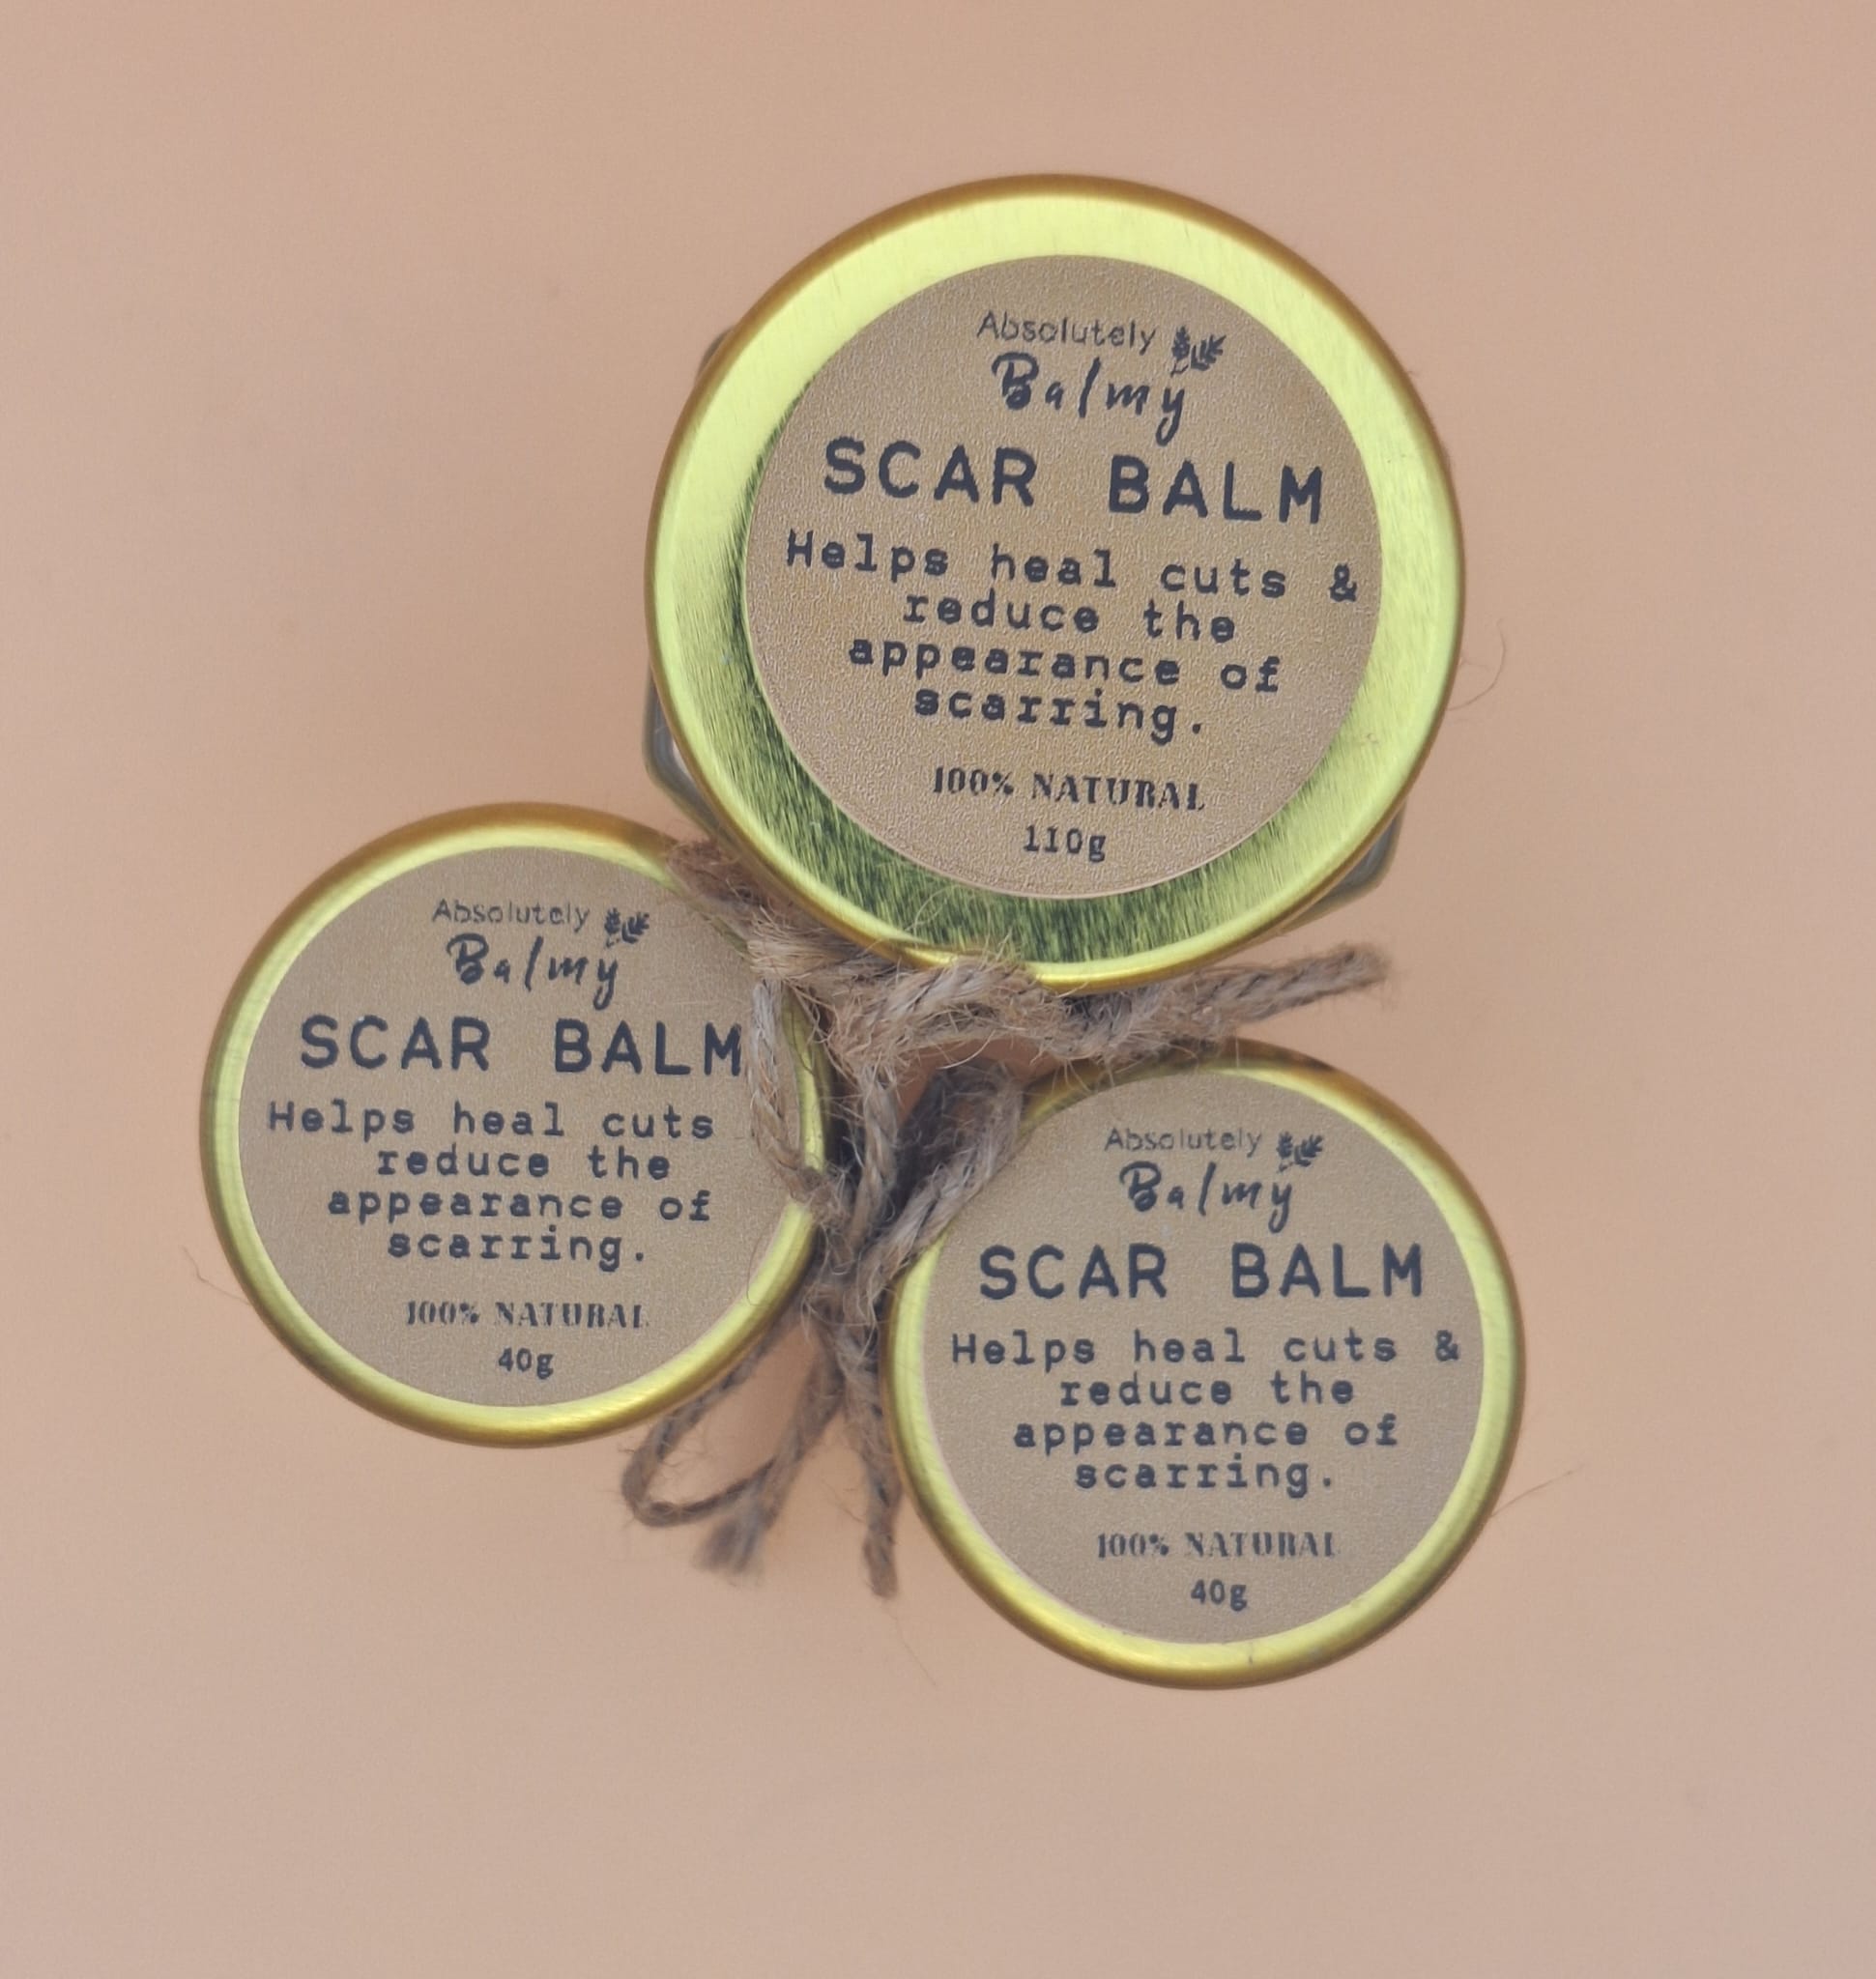 Absolutely
Balmy
SCAR BALM
Helps heal cuts &
reduce the
appearance of
scarring.
100% NATURAL
110g
Absolutely
Balmy
SCAR BALM
Helps heal cuts
reduce the
appearance of
scarring.
100% NATURAL
40g
Absolutely
Balmy
SCAR BALM
Helps heal cuts &
reduce the
appearance of
scarring.
100% NATURAL
40g